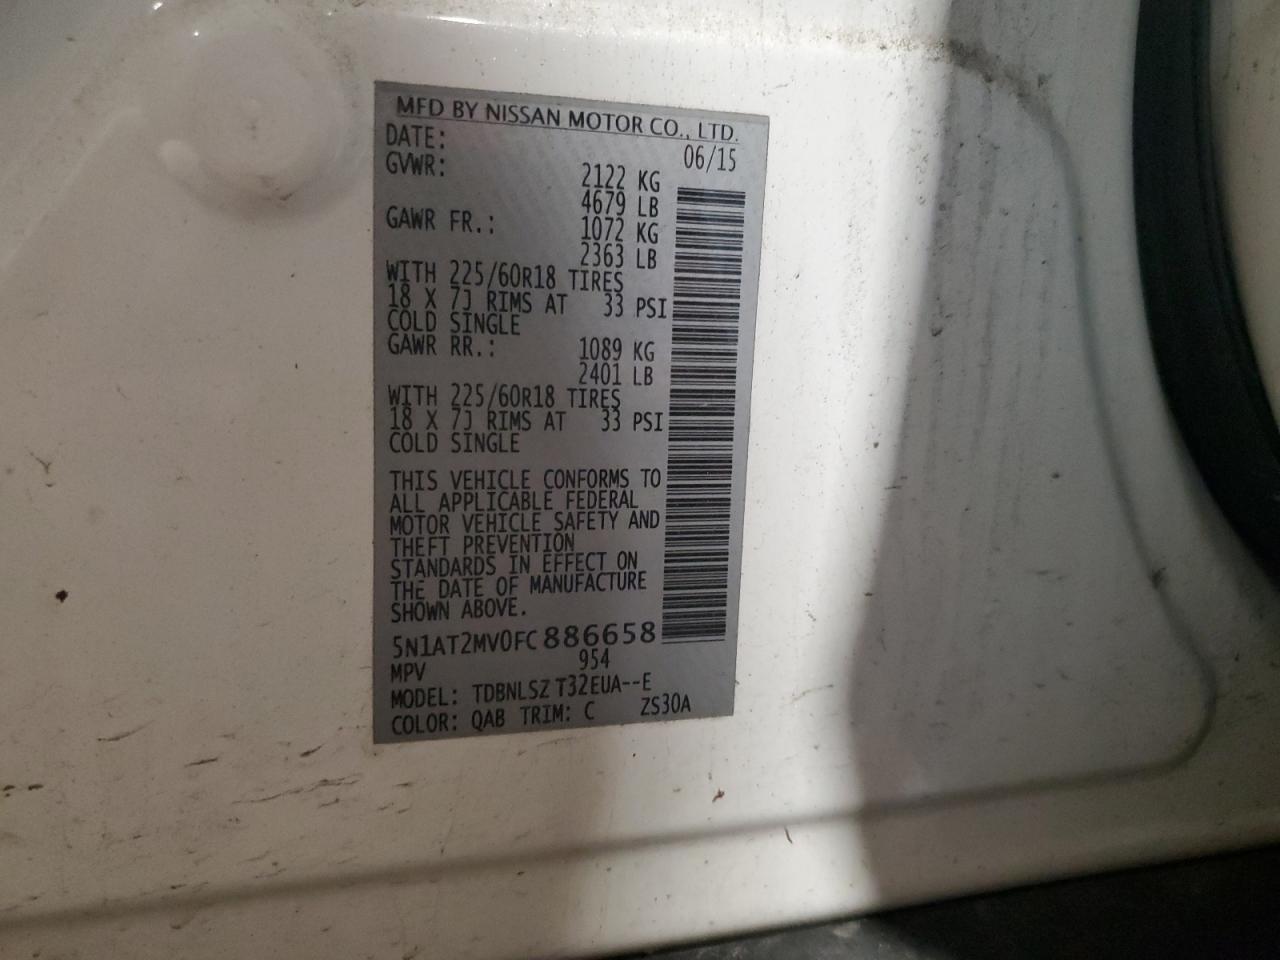 MFD BY NISSAN MOTOR CO., LTD.
DATE: 06/15
GVWR: 2122 KG
4679 LB
GAWR FR.: 1072 KG
2363 LB
WITH 225/60R18 TIRES
18 X 7J RIMS AT 33 PSI
COLD SINGLE
GAWR RR.: 1089 KG
2401 LB
WITH 225/60R18 TIRES
18 X 7J RIMS AT 33 PSI
COLD SINGLE
THIS VEHICLE CONFORMS TO
ALL APPLICABLE FEDERAL
MOTOR VEHICLE SAFETY AND
THEFT PREVENTION
STANDARDS IN EFFECT ON
THE DATE OF MANUFACTURE
SHOWN ABOVE.
5N1AT2MV0FC886658
MPV 954
MODEL: TDBNLSZ T32EUA--E
COLOR: QAB TRIM: C ZS30A